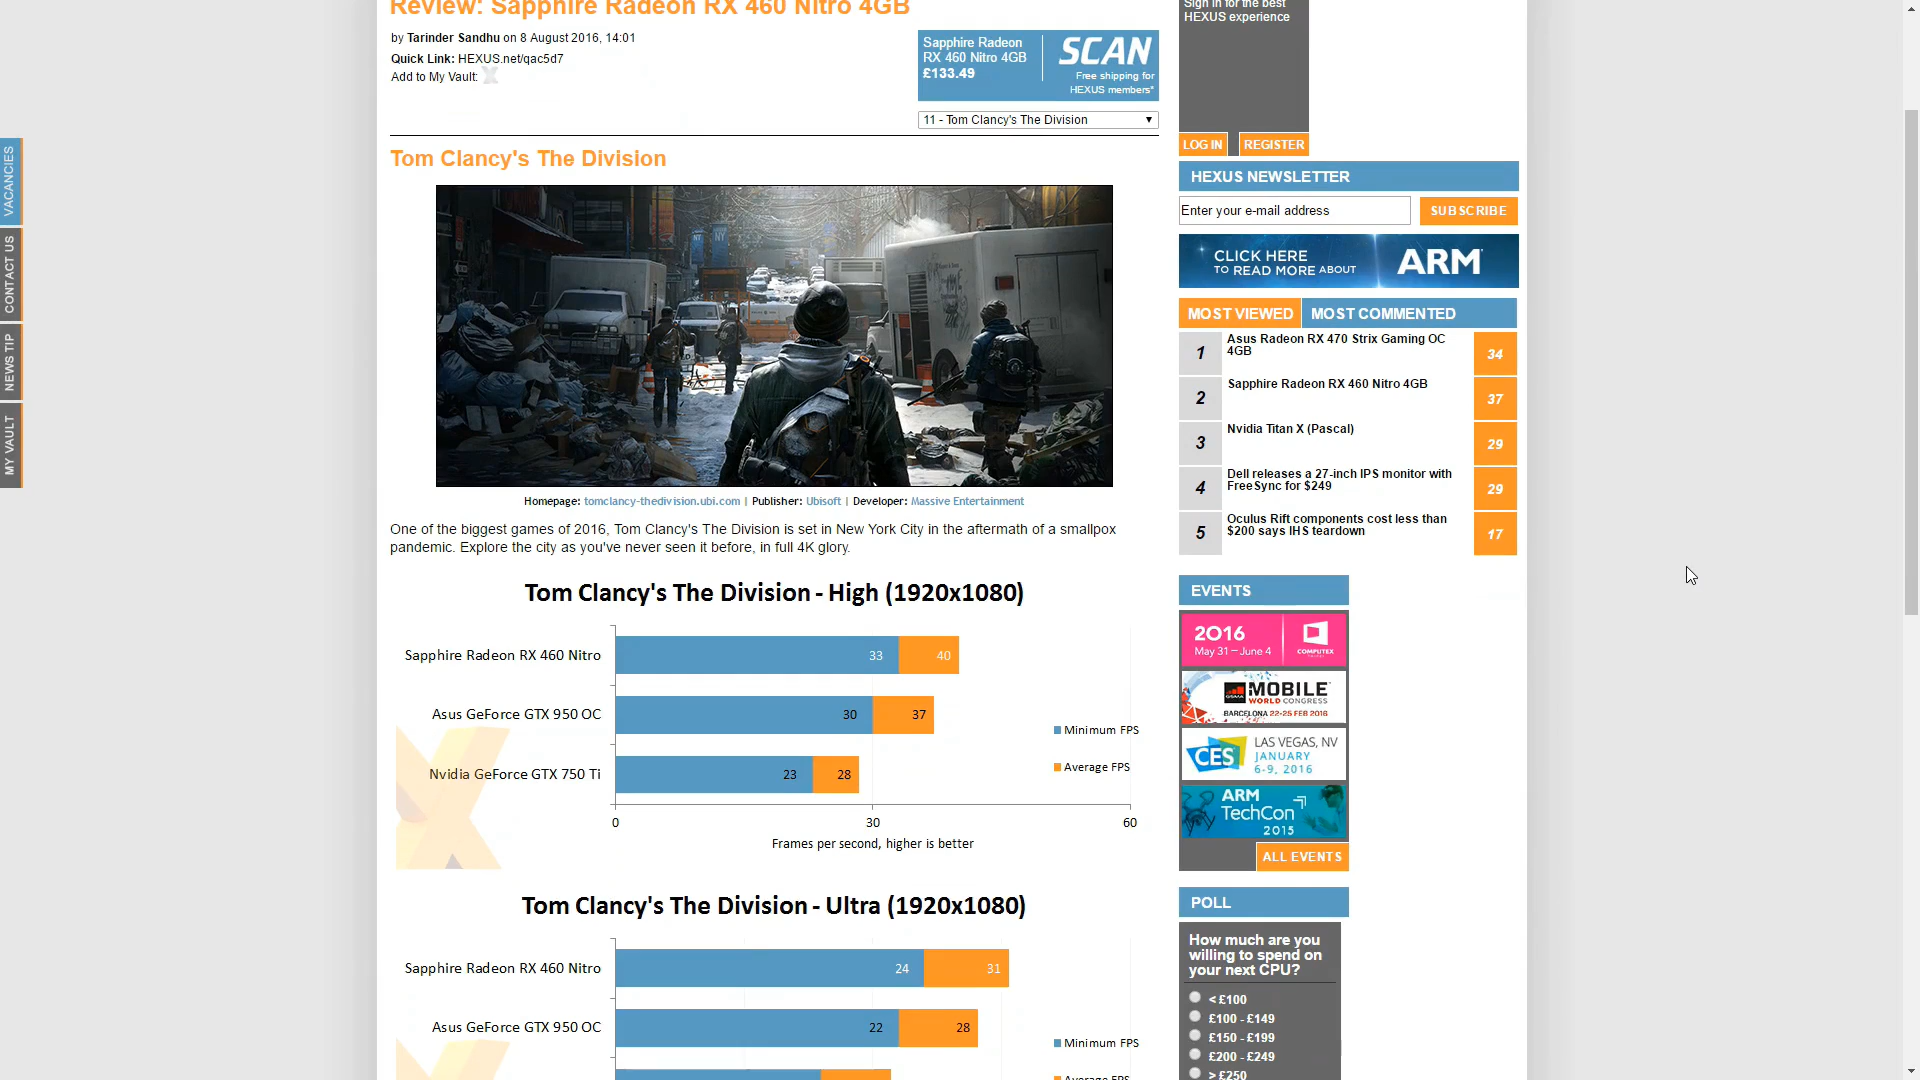 Review: Sapphire Radeon RX 460 Nitro 4GB
by Tarinder Sandhu on 8 August 2016, 14:01
Quick Link: HEXUS.net/qac5d7
Add to My Vault:
Sapphire Radeon
RX 460 Nitro 4GB
£133.49
SCAN
Free shipping for
HEXUS members*
11 - Tom Clancy's The Division
Sign in for the best
HEXUS experience
LOG IN
REGISTER
VACANCIES
CONTACT US
NEWS TIP
MY VAULT
Tom Clancy's The Division
NT
NY
Homepage: tomclancy-thedivision.ubi.com | Publisher: Ubisoft | Developer: Massive Entertainment
One of the biggest games of 2016, Tom Clancy's The Division is set in New York City in the aftermath of a smallpox
pandemic. Explore the city as you've never seen it before, in full 4K glory.
Tom Clancy's The Division - High (1920x1080)
Sapphire Radeon RX 460 Nitro
33
40
Asus GeForce GTX 950 OC
30
37
Nvidia GeForce GTX 750 Ti
23
28
Minimum FPS
Average FPS
0
30
60
Frames per second, higher is better
Tom Clancy's The Division - Ultra (1920x1080)
Sapphire Radeon RX 460 Nitro
24
31
Asus GeForce GTX 950 OC
22
28
Minimum FPS
Average FPS
HEXUS NEWSLETTER
Enter your e-mail address
SUBSCRIBE
CLICK HERE
TO READ MORE ABOUT
ARM
MOST VIEWED
MOST COMMENTED
1
Asus Radeon RX 470 Strix Gaming OC
4GB
34
2
Sapphire Radeon RX 460 Nitro 4GB
37
3
Nvidia Titan X (Pascal)
29
4
Dell releases a 27-inch IPS monitor with
FreeSync for $249
29
5
Oculus Rift components cost less than
$200 says IHS teardown
17
EVENTS
2016
May 31 – June 4
COMPUTEX
GSMA
MOBILE
WORLD CONGRESS
BARCELONA 22-25 FEB 2016
CES
LAS VEGAS, NV
JANUARY
6-9, 2016
ARM
TechCon
2015
ALL EVENTS
POLL
How much are you
willing to spend on
your next CPU?
< £100
£100 - £149
£150 - £199
£200 - £249
> £250